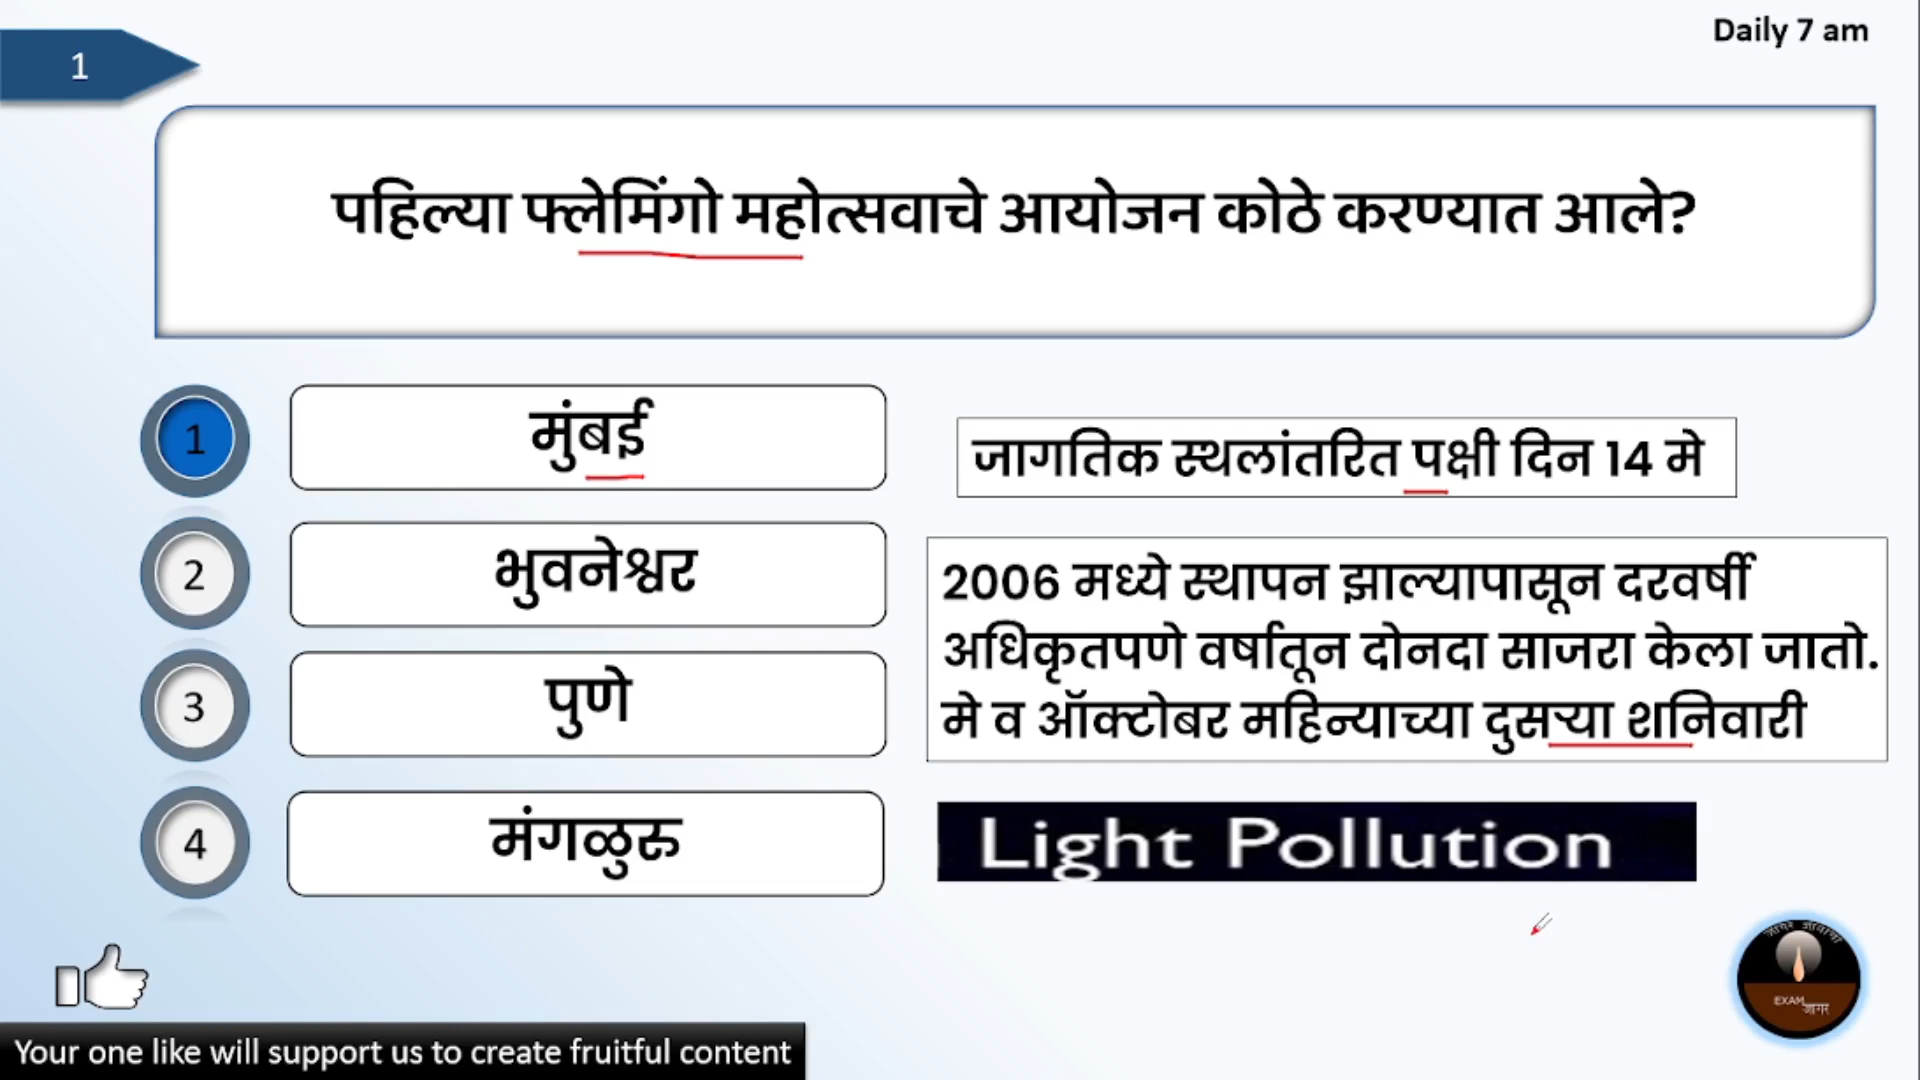 1
Daily 7 am
पहिल्या फ्लेमिंगो महोत्सवाचे आयोजन कोठे करण्यात आले?
1
मुंबई
2
भुवनेश्वर
3
पुणे
4
मंगळुरु
जागतिक स्थलांतरित पक्षी दिन 14 मे
2006 मध्ये स्थापन झाल्यापासून दरवर्षी
अधिकृतपणे वर्षातून दोनदा साजरा केला जातो.
मे व ऑक्टोबर महिन्याच्या दुसऱ्या शनिवारी
Light Pollution
EXAM
जागर
Your one like will support us to create fruitful content